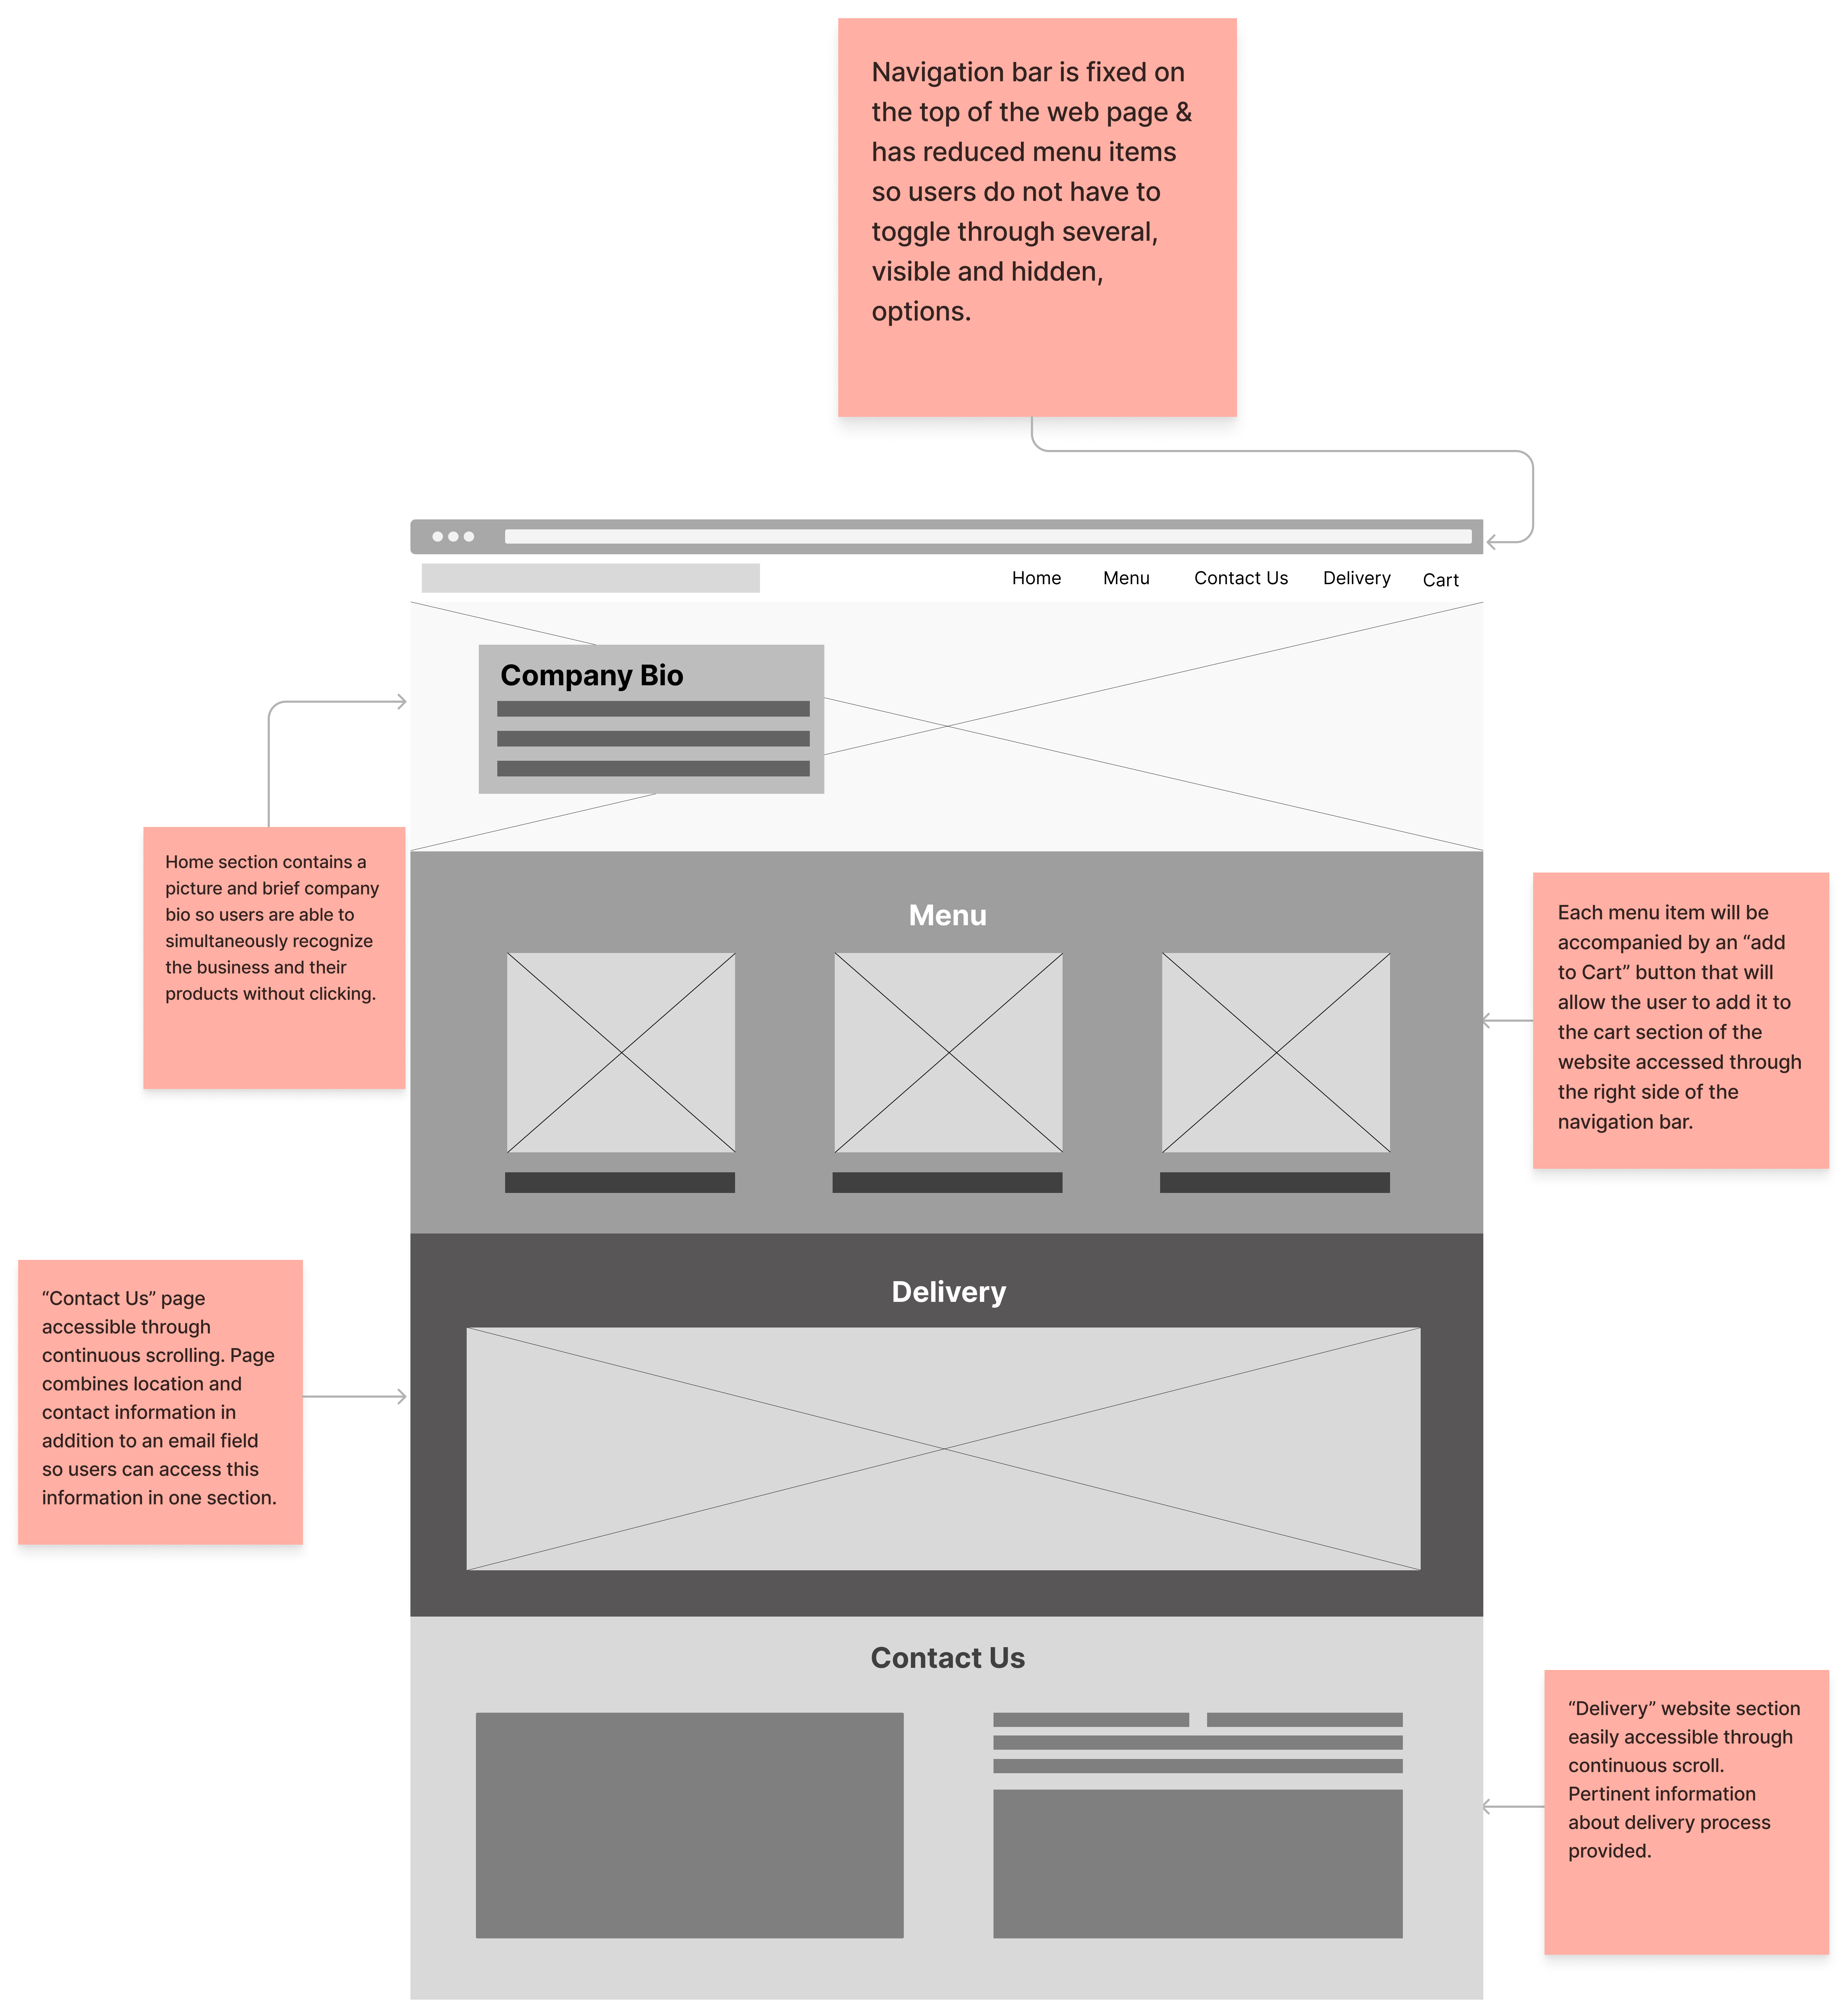 Navigation bar is fixed on
the top of the web page &
has reduced menu items
so users do not have to
toggle through several,
visible and hidden,
options.
Home Menu Contact Us Delivery Cart
Company Bio
Home section contains a
picture and brief company
bio so users are able to
simultaneously recognize
the business and their
products without clicking.
Menu
Each menu item will be
accompanied by an “add
to Cart” button that will
allow the user to add it to
the cart section of the
website accessed through
the right side of the
navigation bar.
“Contact Us” page
accessible through
continuous scrolling. Page
combines location and
contact information in
addition to an email field
so users can access this
information in one section.
Delivery
Contact Us
“Delivery” website section
easily accessible through
continuous scroll.
Pertinent information
about delivery process
provided.